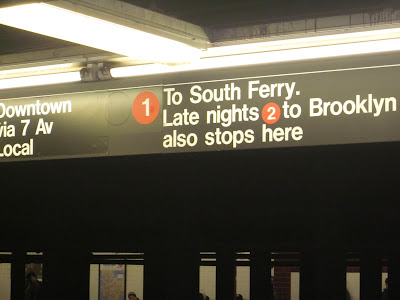 Downtown
via 7 Av
Local
1 To South Ferry.
Late nights 2 to Brooklyn
also stops here